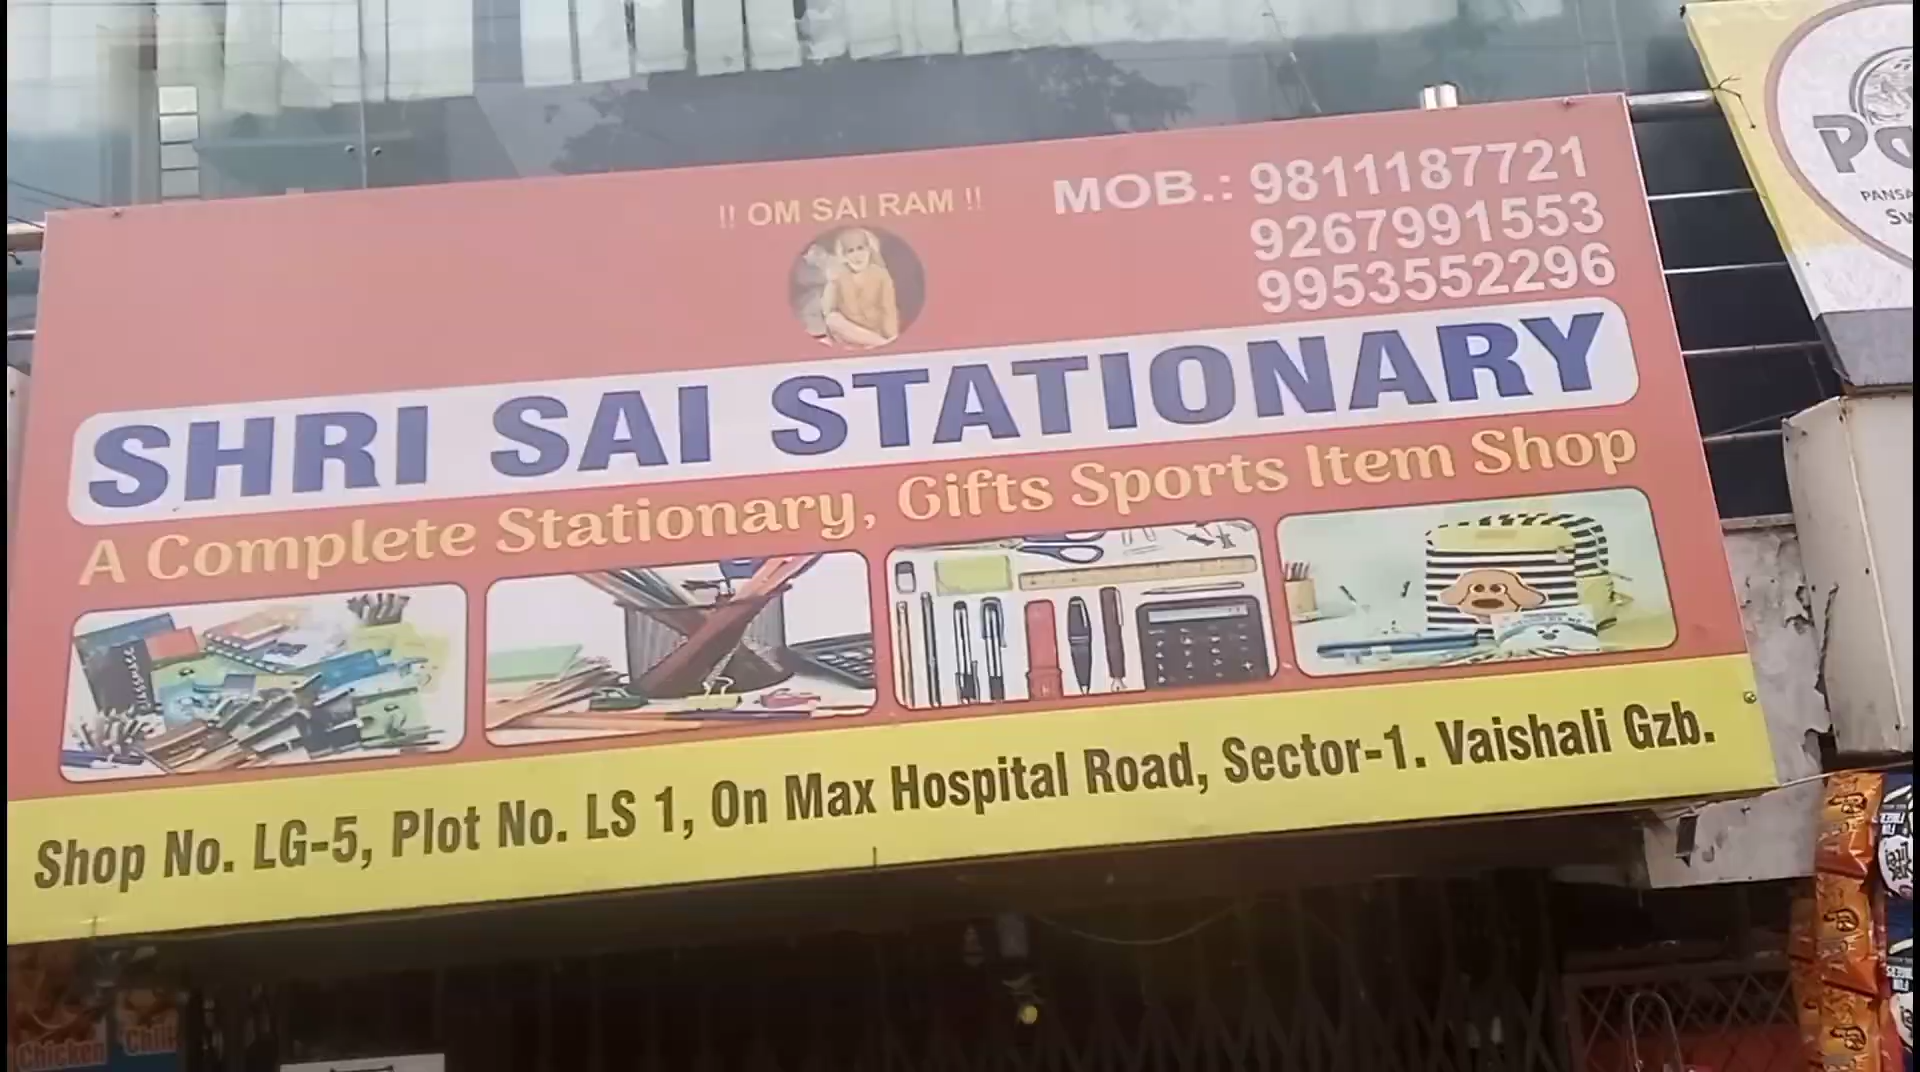 !! OM SAI RAM !!
MOB.: 9811187721
9267991553
9953552296
SHRI SAI STATIONARY
A Complete Stationary, Gifts Sports Item Shop
Shop No. LG-5, Plot No. LS 1, On Max Hospital Road, Sector-1. Vaishali Gzb.
Chicken